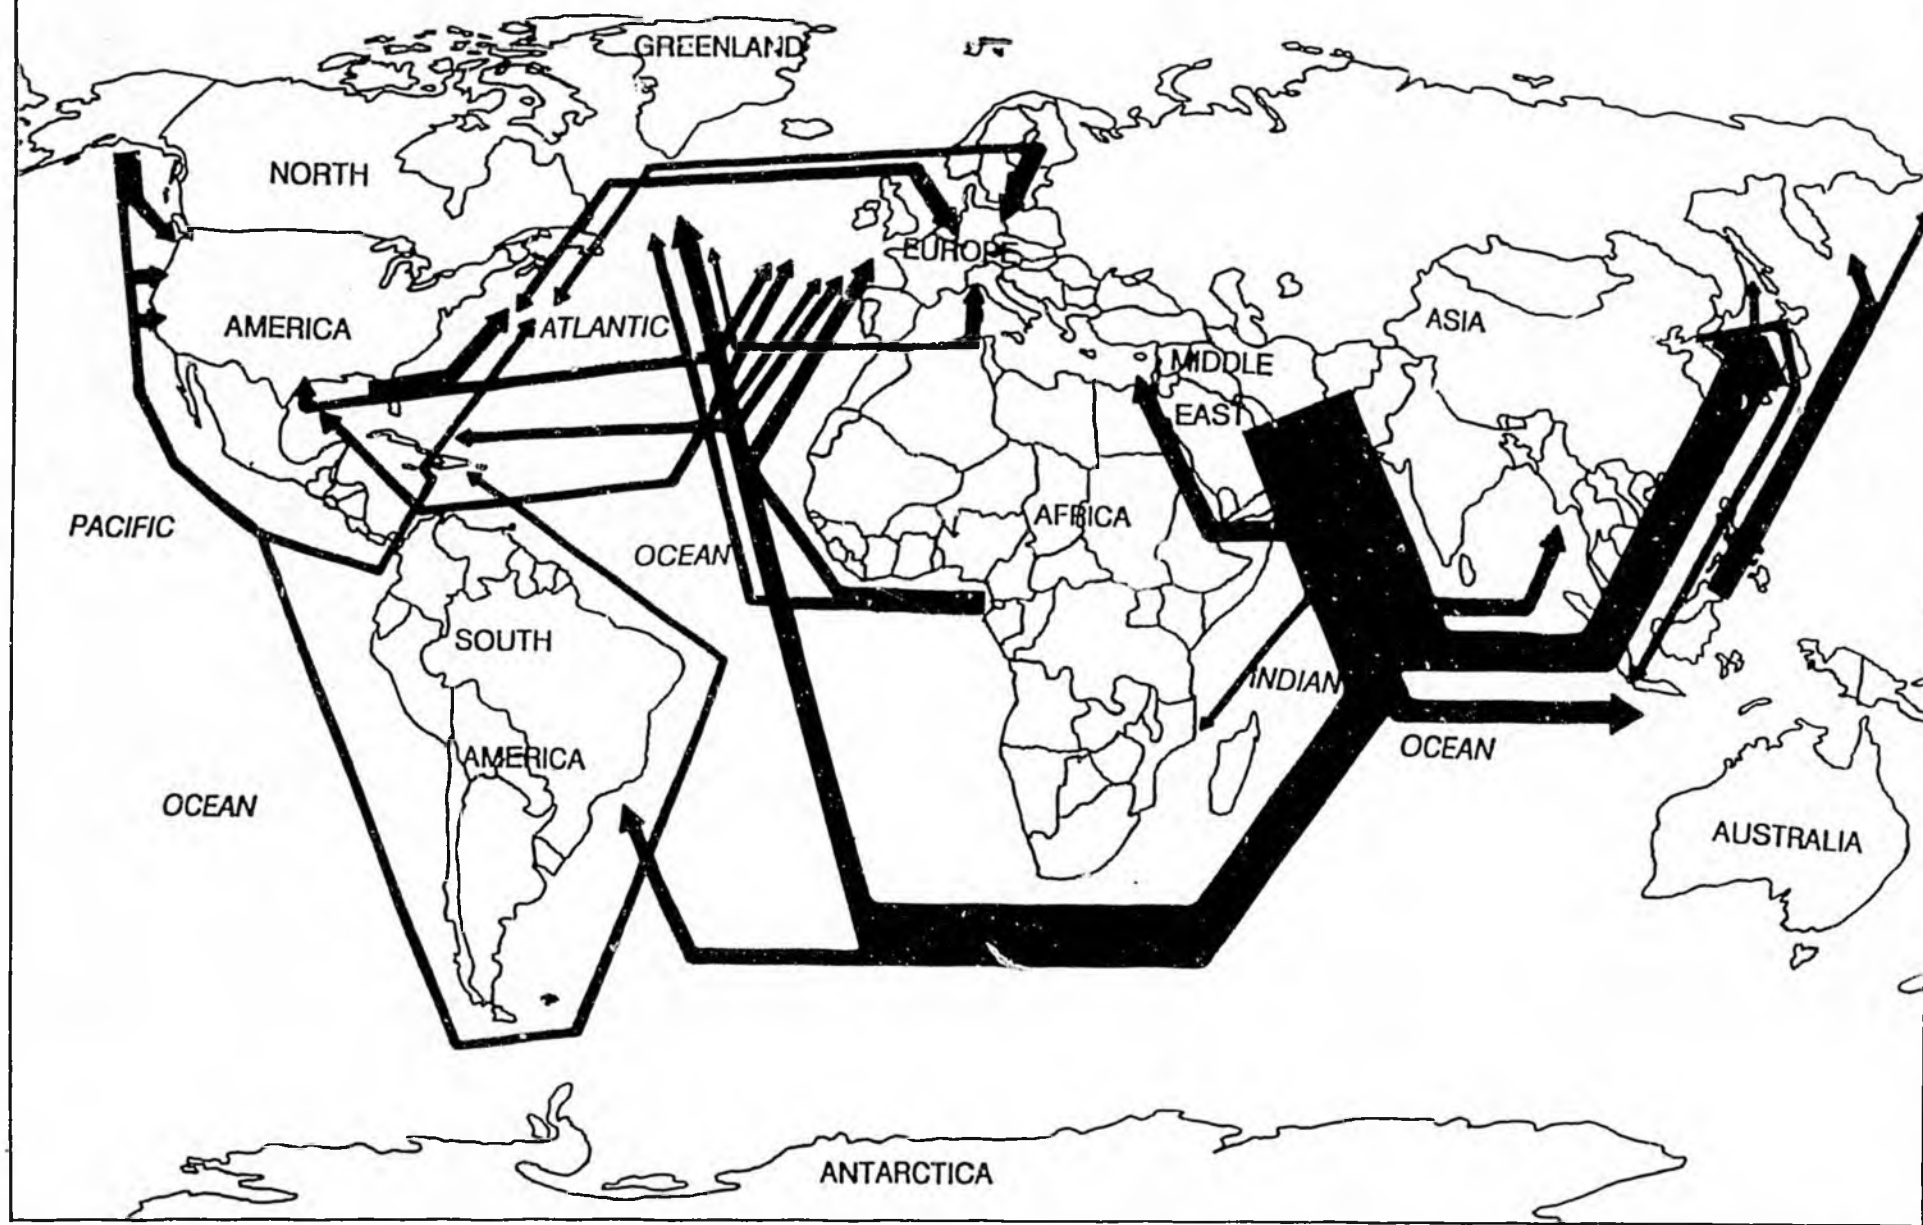 GREENLAND
NORTH
AMERICA
ATLANTIC
EUROPE
ASIA
MIDDLE
EAST
PACIFIC
OCEAN
AFRICA
SOUTH
INDIAN
AMERICA
OCEAN
OCEAN
AUSTRALIA
ANTARCTICA